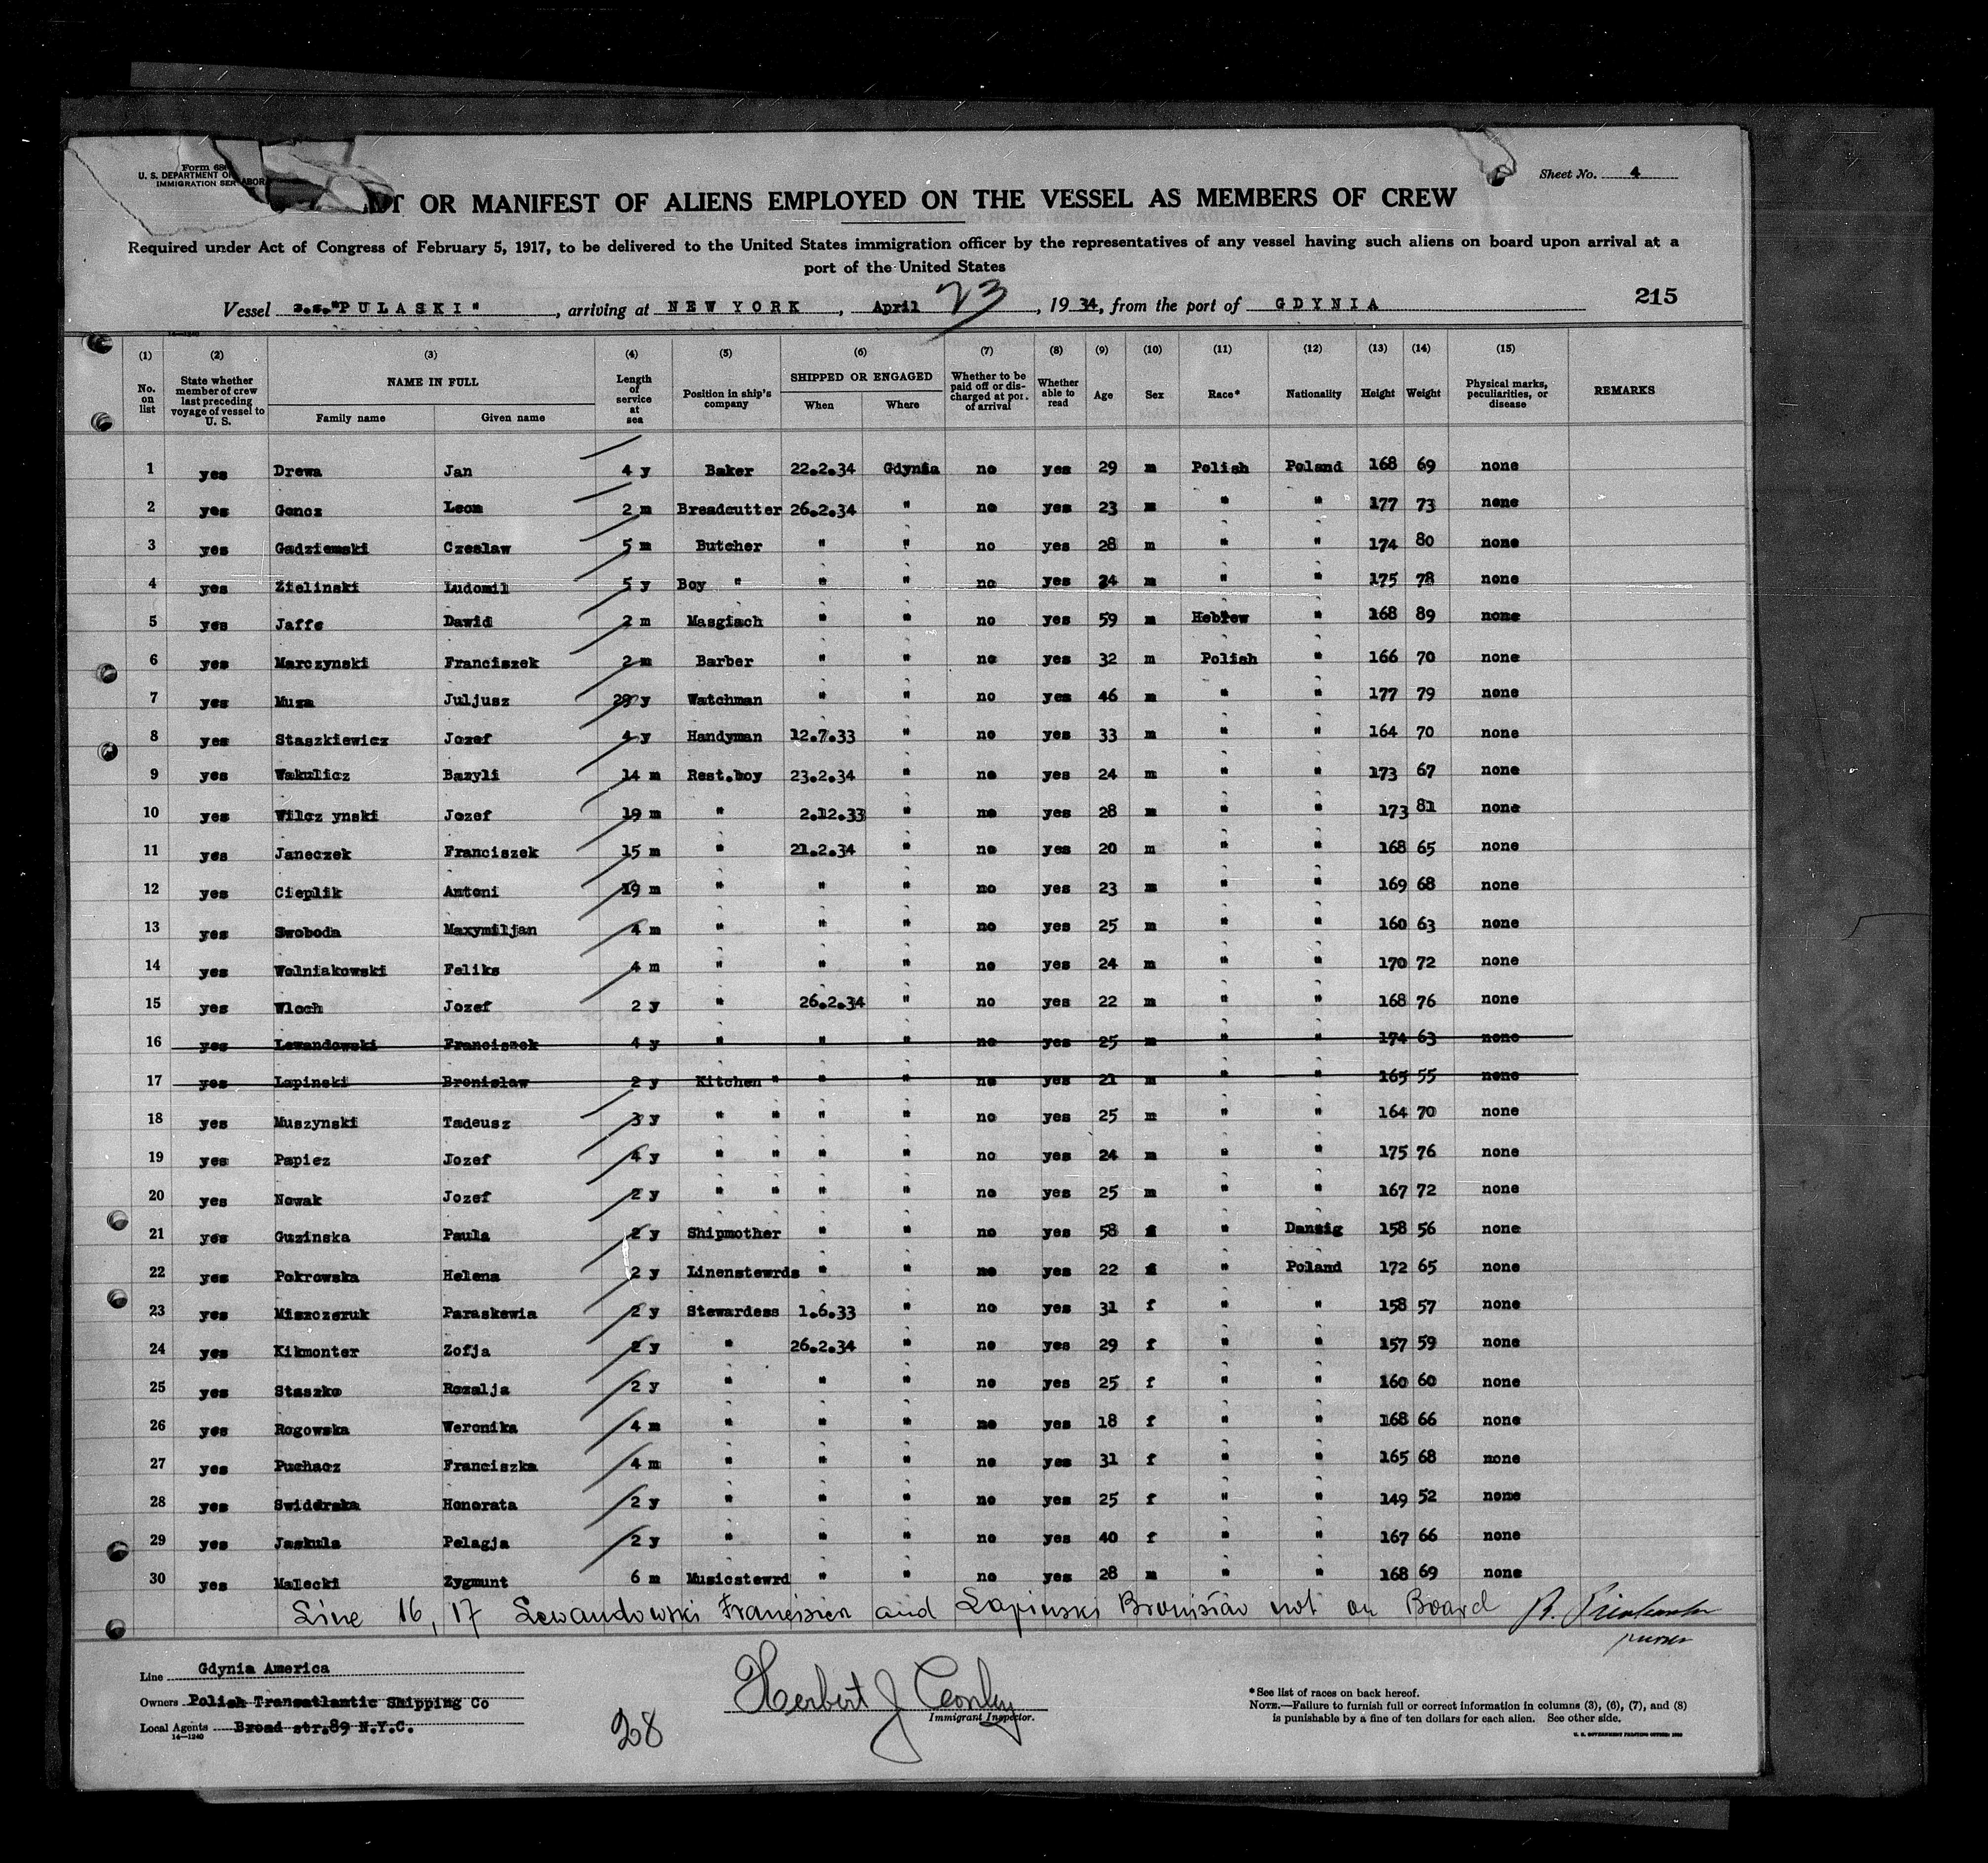 Form 68
U. S. DEPARTMENT OF LABOR
IMMIGRATION SER
Sheet No. 4
OR MANIFEST OF ALIENS EMPLOYED ON THE VESSEL AS MEMBERS OF CREW
Required under Act of Congress of February 5, 1917, to be delivered to the United States immigration officer by the representatives of any vessel having such aliens on board upon arrival at a
port of the United States
Vessel s.s."PULASKI", arriving at NEW YORK, April 23, 1934, from the port of GDYNIA 215
(1) (2) (3) (4) (5) (6) (7) (8) (9) (10) (11) (12) (13) (14) (15)
No. on list State whether member of crew last preceding voyage of vessel to U. S. NAME IN FULL Family name Given name Length of service at sea Position in ship's company SHIPPED OR ENGAGED When Where Whether to be paid off or discharged at port of arrival Whether able to read Age Sex Race* Nationality Height Weight Physical marks, peculiarities, or disease REMARKS
1 yes Drewa Jan 4 y Baker 22.2.34 Gdynia no yes 29 m Polish Poland 168 69 none
2 yes Goncz Leon 2 m Breadcutter 26.2.34 " no yes 23 m " " 177 73 none
3 yes Gadziemski Czeslaw 5 m Butcher " " no yes 28 m " " 174 80 none
4 yes Zielinski Ludomil 5 y Boy " " " no yes 24 m " " 175 78 none
5 yes Jaffe Dawid 2 m Masgiach " " no yes 59 m Hebrew " 168 89 none
6 yes Marczynski Franciszek 2 m Barber " " no yes 32 m Polish " 166 70 none
7 yes Muza Juljusz 29 y Watchman " " no yes 46 m " " 177 79 none
8 yes Staszkiewicz Jozef 4 y Handyman 12.7.33 " no yes 33 m " " 164 70 none
9 yes Wakulicz Bazyli 14 m Rest.boy 23.2.34 " no yes 24 m " " 173 67 none
10 yes Wilcz ynski Jozef 19 m " 2.12.33 " no yes 28 m " " 173 81 none
11 yes Janeczek Franciszek 15 m " 21.2.34 " no yes 20 m " " 168 65 none
12 yes Cieplik Antoni 19 m " " " no yes 23 m " " 169 68 none
13 yes Swoboda Maxymiljan 4 m " " " no yes 25 m " " 160 63 none
14 yes Wolniakowski Feliks 4 m " " " no yes 24 m " " 170 72 none
15 yes Wloch Jozef 2 y " 26.2.34 " no yes 22 m " " 168 76 none
16 yes Lewandowski Franciszek 4 y " " " no yes 25 m " " 174 63 none
17 yes Lapinski Bronislaw 2 y Kitchen " " " no yes 21 m " " 165 55 none
18 yes Muszynski Tadeusz 3 y " " " " no yes 25 m " " 164 70 none
19 yes Papiez Jozef 4 y " " " " no yes 24 m " " 175 76 none
20 yes Nowak Jozef 2 y " " " " no yes 25 m " " 167 72 none
21 yes Guzinska Paula 2 y Shipmother " " no yes 58 f " Danzig 158 56 none
22 yes Pokrowska Helena 2 y Linenstewrds " " no yes 22 f " Poland 172 65 none
23 yes Miszczeruk Paraskewia 2 y Stewardess 1.6.33 " no yes 31 f " " 158 57 none
24 yes Kikmonter Zofja 2 y " 26.2.34 " no yes 29 f " " 157 59 none
25 yes Staszko Rozalja 2 y " " " no yes 25 f " " 160 60 none
26 yes Rogowska Weronika 4 m " " " no yes 18 f " " 168 66 none
27 yes Puchacz Franciszka 4 m " " " no yes 31 f " " 165 68 none
28 yes Swiderska Honorata 2 y " " " no yes 25 f " " 149 52 none
29 yes Jaskula Pelagja 2 y " " " no yes 40 f " " 167 66 none
30 yes Malecki Zygmunt 6 m Musicstewrd " " no yes 28 m " " 168 69 none
Line 16, 17 Lewandowski Francisien and Lapinski Bronislav not on Board
purser
Line Gdynia America
Owners Polish Transatlantic Shipping Co
Local Agents Broad str.89 N.Y.C.
14—1240
28
Herbert J Conley
Immigrant Inspector.
*See list of races on back hereof.
NOTE.—Failure to furnish full or correct information in columns (3), (6), (7), and (8)
is punishable by a fine of ten dollars for each alien. See other side.